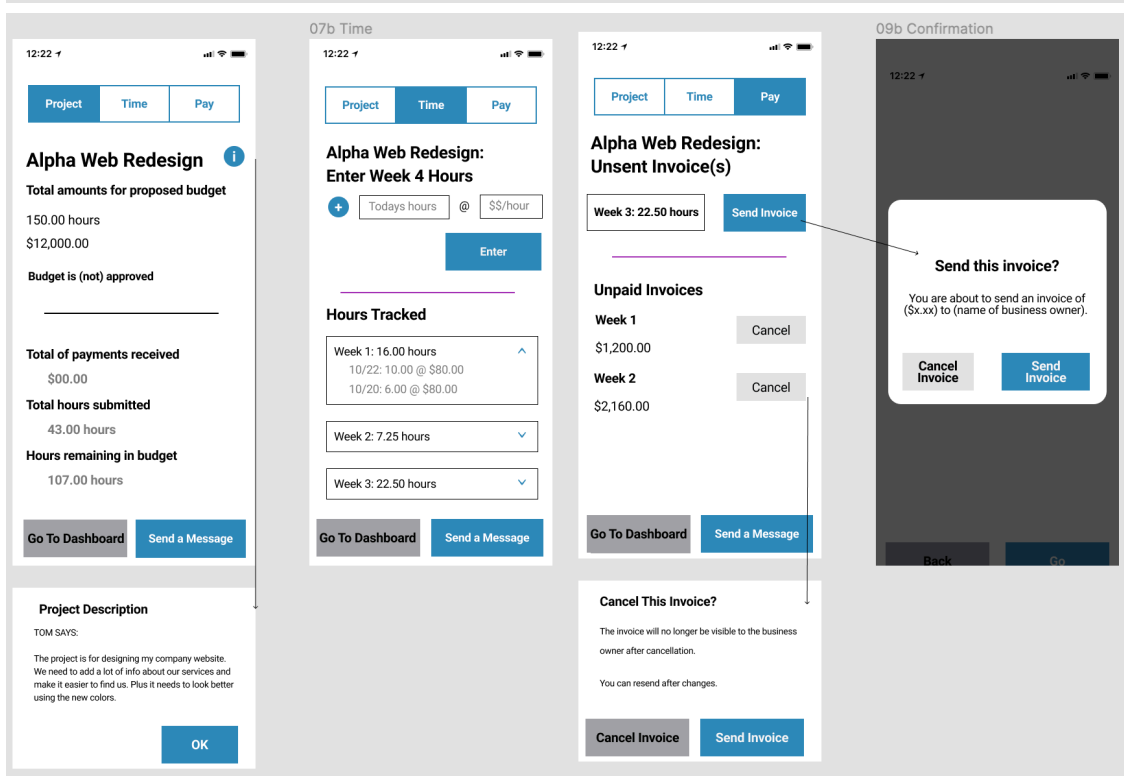 07b Time
09b Confirmation
12:22
Project
Time
Pay
Alpha Web Redesign
i
Total amounts for proposed budget
150.00 hours
$12,000.00
Budget is (not) approved
Total of payments received
$00.00
Total hours submitted
43.00 hours
Hours remaining in budget
107.00 hours
Go To Dashboard
Send a Message
Project Description
TOM SAYS:
The project is for designing my company website.
We need to add a lot of info about our services and
make it easier to find us. Plus it needs to look better
using the new colors.
OK
12:22
Project
Time
Pay
Alpha Web Redesign:
Enter Week 4 Hours
+
Todays hours
@
$$/hour
Enter
Hours Tracked
Week 1: 16.00 hours
10/22: 10.00 @ $80.00
10/20: 6.00 @ $80.00
Week 2: 7.25 hours
Week 3: 22.50 hours
Go To Dashboard
Send a Message
12:22
Project
Time
Pay
Alpha Web Redesign:
Unsent Invoice(s)
Week 3: 22.50 hours
Send Invoice
Unpaid Invoices
Week 1
$1,200.00
Cancel
Week 2
$2,160.00
Cancel
Go To Dashboard
Send a Message
Cancel This Invoice?
The invoice will no longer be visible to the business
owner after cancellation.
You can resend after changes.
Cancel Invoice
Send Invoice
12:22
Send this invoice?
You are about to send an invoice of
($x.xx) to (name of business owner).
Cancel
Invoice
Send
Invoice
Back
Go